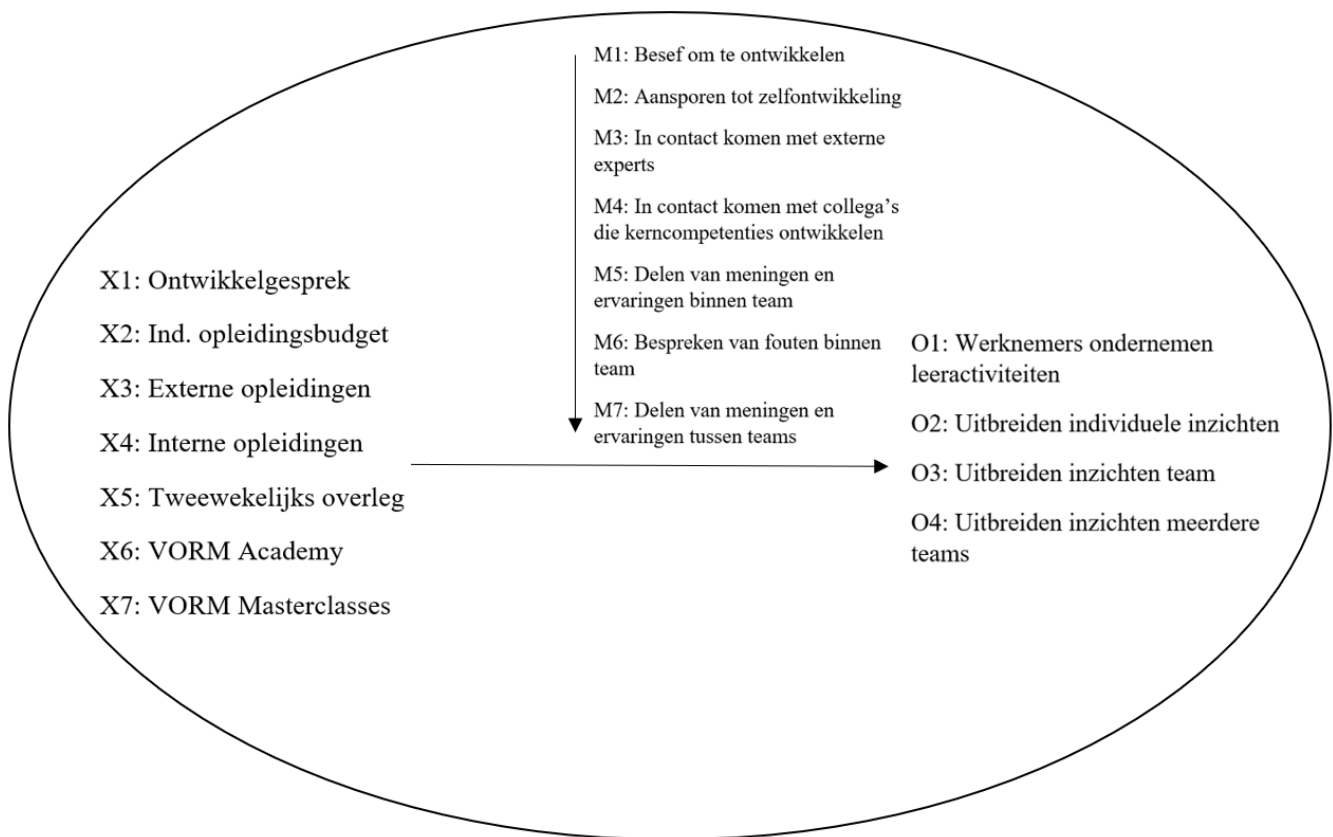 M1: Besef om te ontwikkelen
M2: Aansporen tot zelfontwikkeling
M3: In contact komen met externe
experts
M4: In contact komen met collega's
die kerncompetenties ontwikkelen
M5: Delen van meningen en
ervaringen binnen team
M6: Bespreken van fouten binnen
team
M7: Delen van meningen en
ervaringen tussen teams
X1: Ontwikkelgesprek
X2: Ind. opleidingsbudget
X3: Externe opleidingen
X4: Interne opleidingen
X5: Tweewekelijks overleg
X6: VORM Academy
X7: VORM Masterclasses
O1: Werknemers ondernemen
leeractiviteiten
O2: Uitbreiden individuele inzichten
O3: Uitbreiden inzichten team
O4: Uitbreiden inzichten meerdere
teams